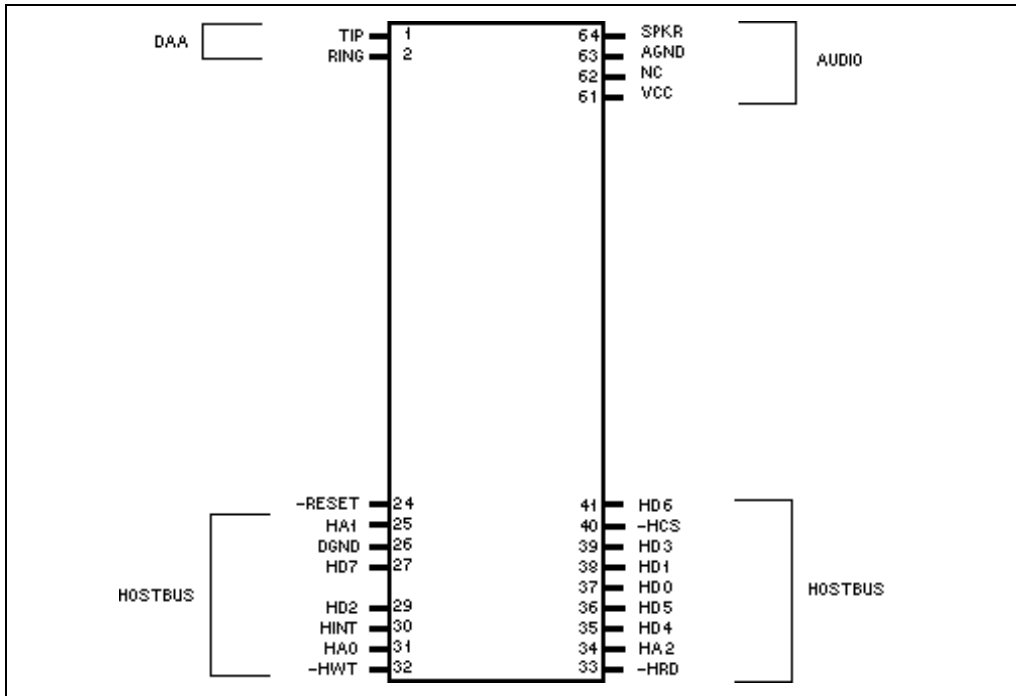 DAA
TIP 1
RING 2
64 SPKR
63 AGND
62 NC
61 VCC
AUDIO
-RESET 24
HA1 25
DGND 26
HD7 27
HD2 29
HINT 30
HA0 31
-HWT 32
HOSTBUS
41 HD6
40 -HCS
39 HD3
38 HD1
37 HD0
36 HD5
35 HD4
34 HA2
33 -HRD
HOSTBUS